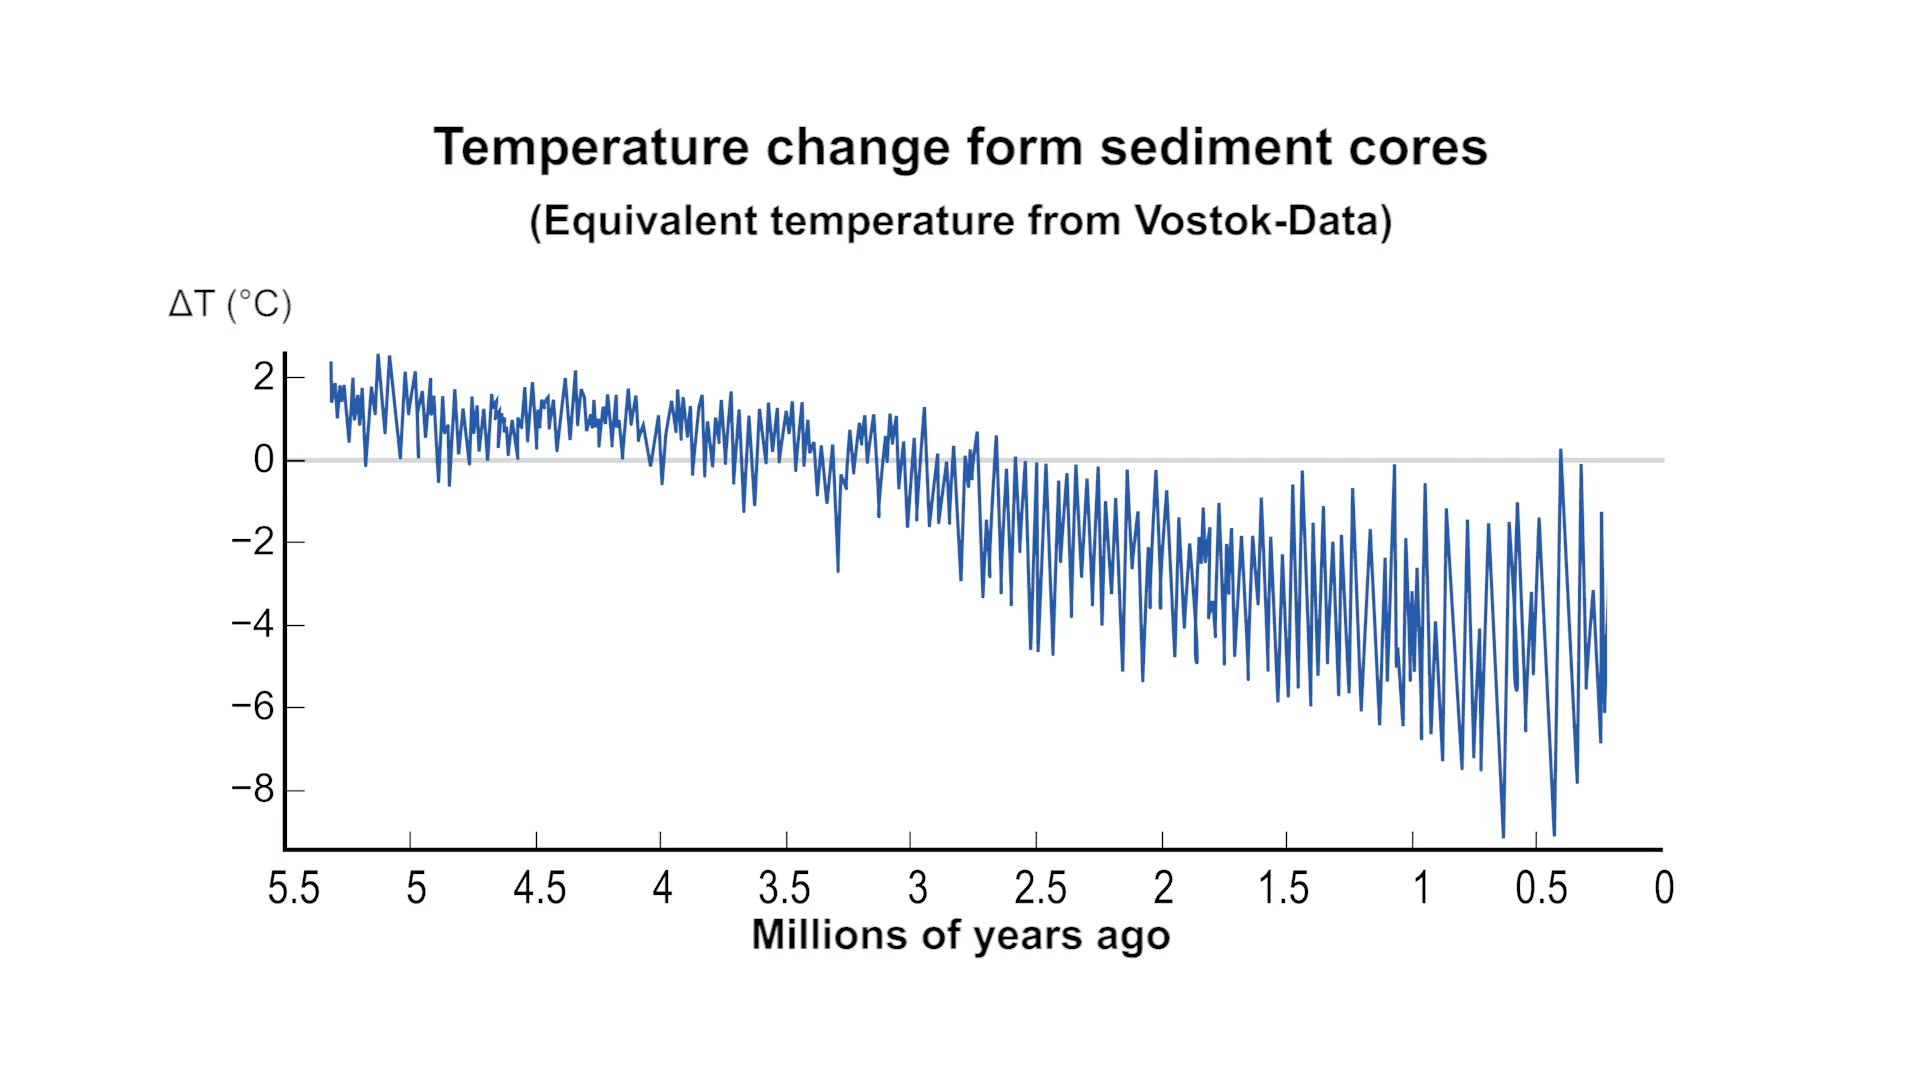 Temperature change form sediment cores
(Equivalent temperature from Vostok-Data)
ΔT (°C)
2
0
−2
−4
−6
−8
5.5 5 4.5 4 3.5 3 2.5 2 1.5 1 0.5 0
Millions of years ago